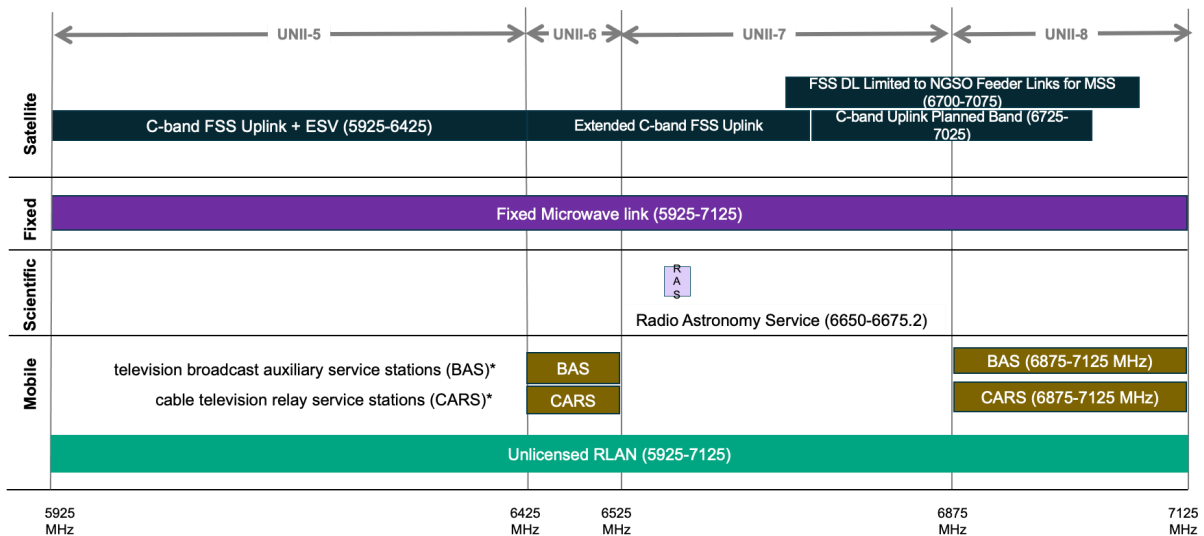 UNII-5
UNII-6
UNII-7
UNII-8
Satellite
FSS DL Limited to NGSO Feeder Links for MSS
(6700-7075)
C-band FSS Uplink + ESV (5925-6425)
Extended C-band FSS Uplink
C-band Uplink Planned Band (6725-
7025)
Fixed
Fixed Microwave link (5925-7125)
Scientific
R
A
S
Radio Astronomy Service (6650-6675.2)
Mobile
television broadcast auxiliary service stations (BAS)*
BAS
BAS (6875-7125 MHz)
cable television relay service stations (CARS)*
CARS
CARS (6875-7125 MHz)
Unlicensed RLAN (5925-7125)
5925
MHz
6425
MHz
6525
MHz
6875
MHz
7125
MHz